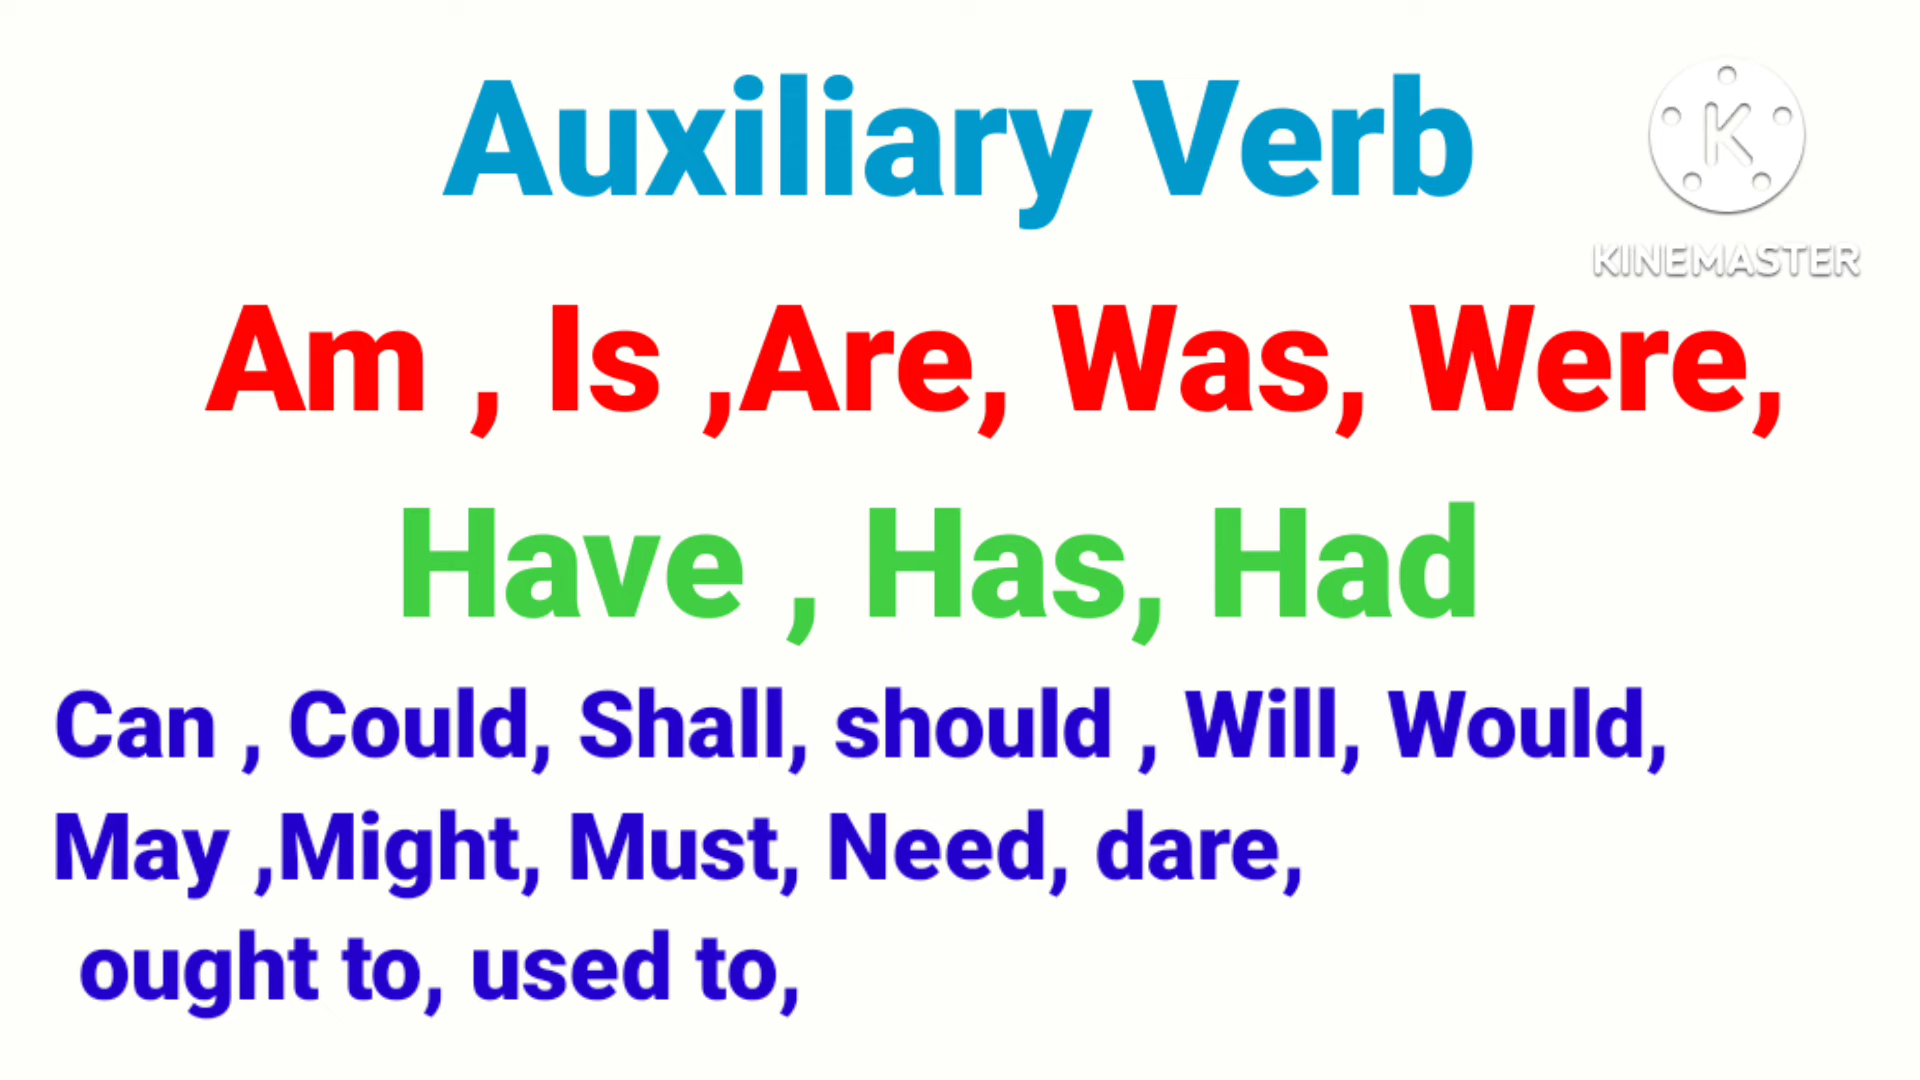 Auxiliary Verb
K
KINEMASTER
Am , Is ,Are, Was, Were,
Have , Has, Had
Can , Could, Shall, should , Will, Would,
May ,Might, Must, Need, dare,
ought to, used to,